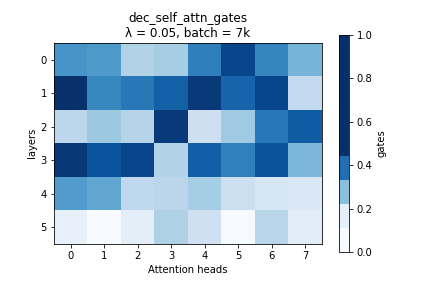 dec_self_attn_gates
λ = 0.05, batch = 7k
1.0
0.8
0.6
0.4
0.2
0.0
gates
layers
0
1
2
3
4
5
0 1 2 3 4 5 6 7
Attention heads